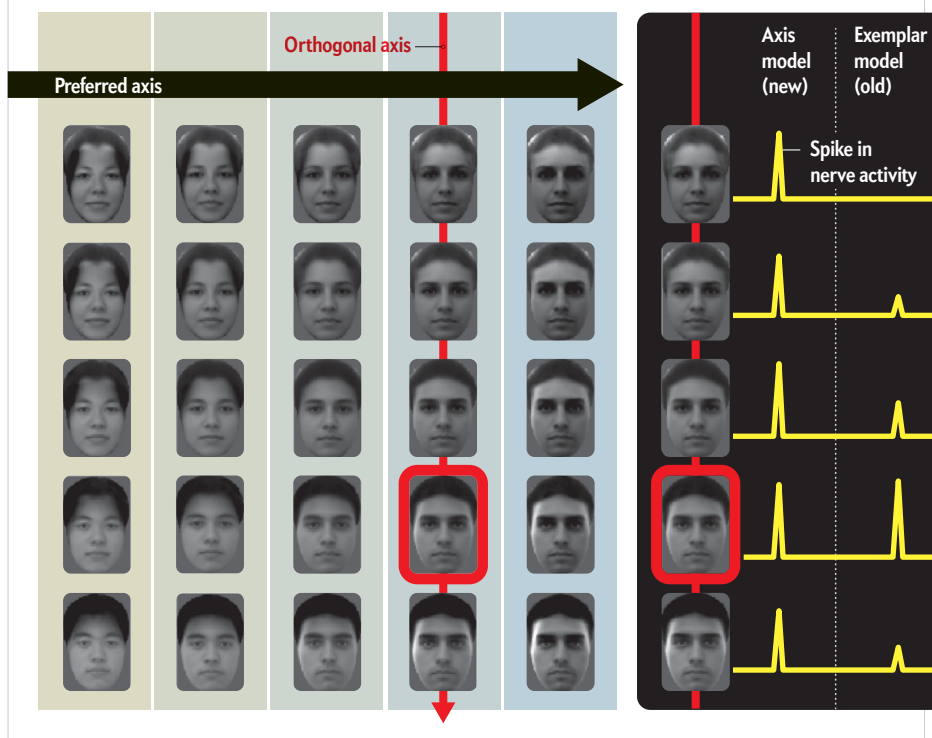 Orthogonal axis
Preferred axis
Axis
model
(new)
Exemplar
model
(old)
Spike in
nerve activity